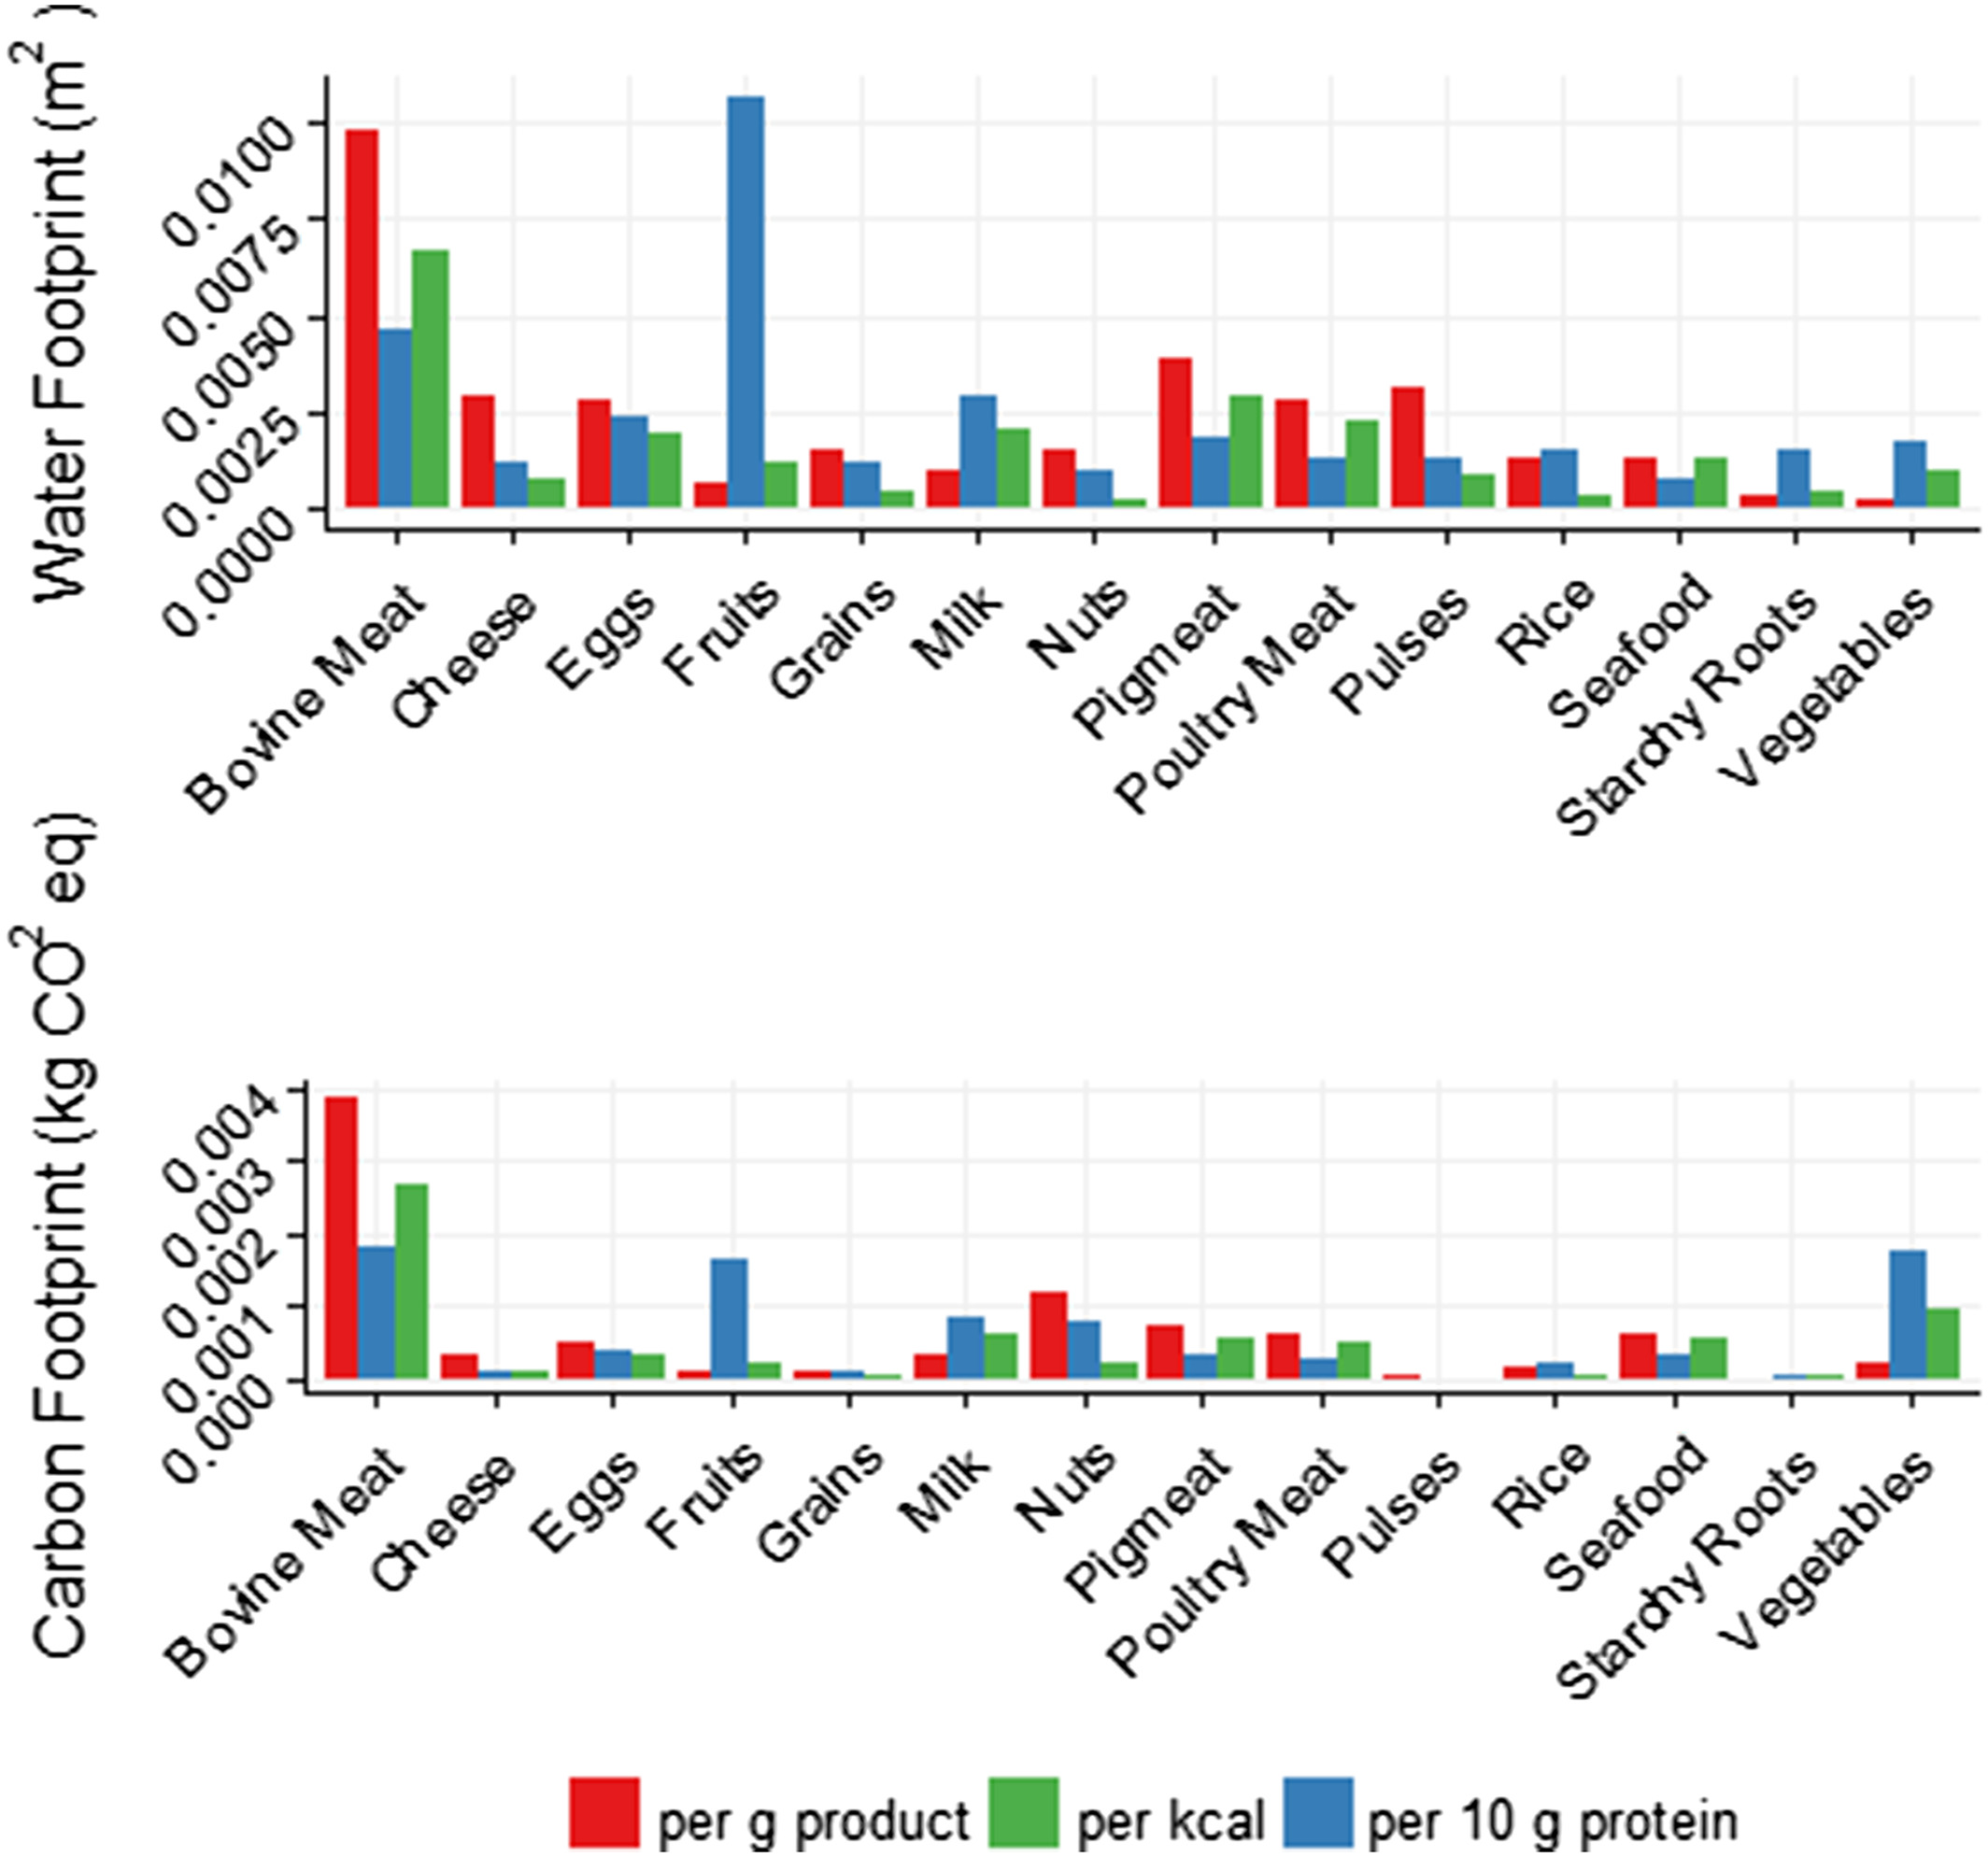 Water Footprint (m² )
0.0100
0.0075
0.0050
0.0025
0.0000
Bovine Meat
Cheese
Eggs
Fruits
Grains
Milk
Nuts
Pigmeat
Poultry Meat
Pulses
Rice
Seafood
Starchy Roots
Vegetables
Carbon Footprint (kg CO² eq)
0.004
0.003
0.002
0.001
0.000
Bovine Meat
Cheese
Eggs
Fruits
Grains
Milk
Nuts
Pigmeat
Poultry Meat
Pulses
Rice
Seafood
Starchy Roots
Vegetables
per g product per kcal per 10 g protein